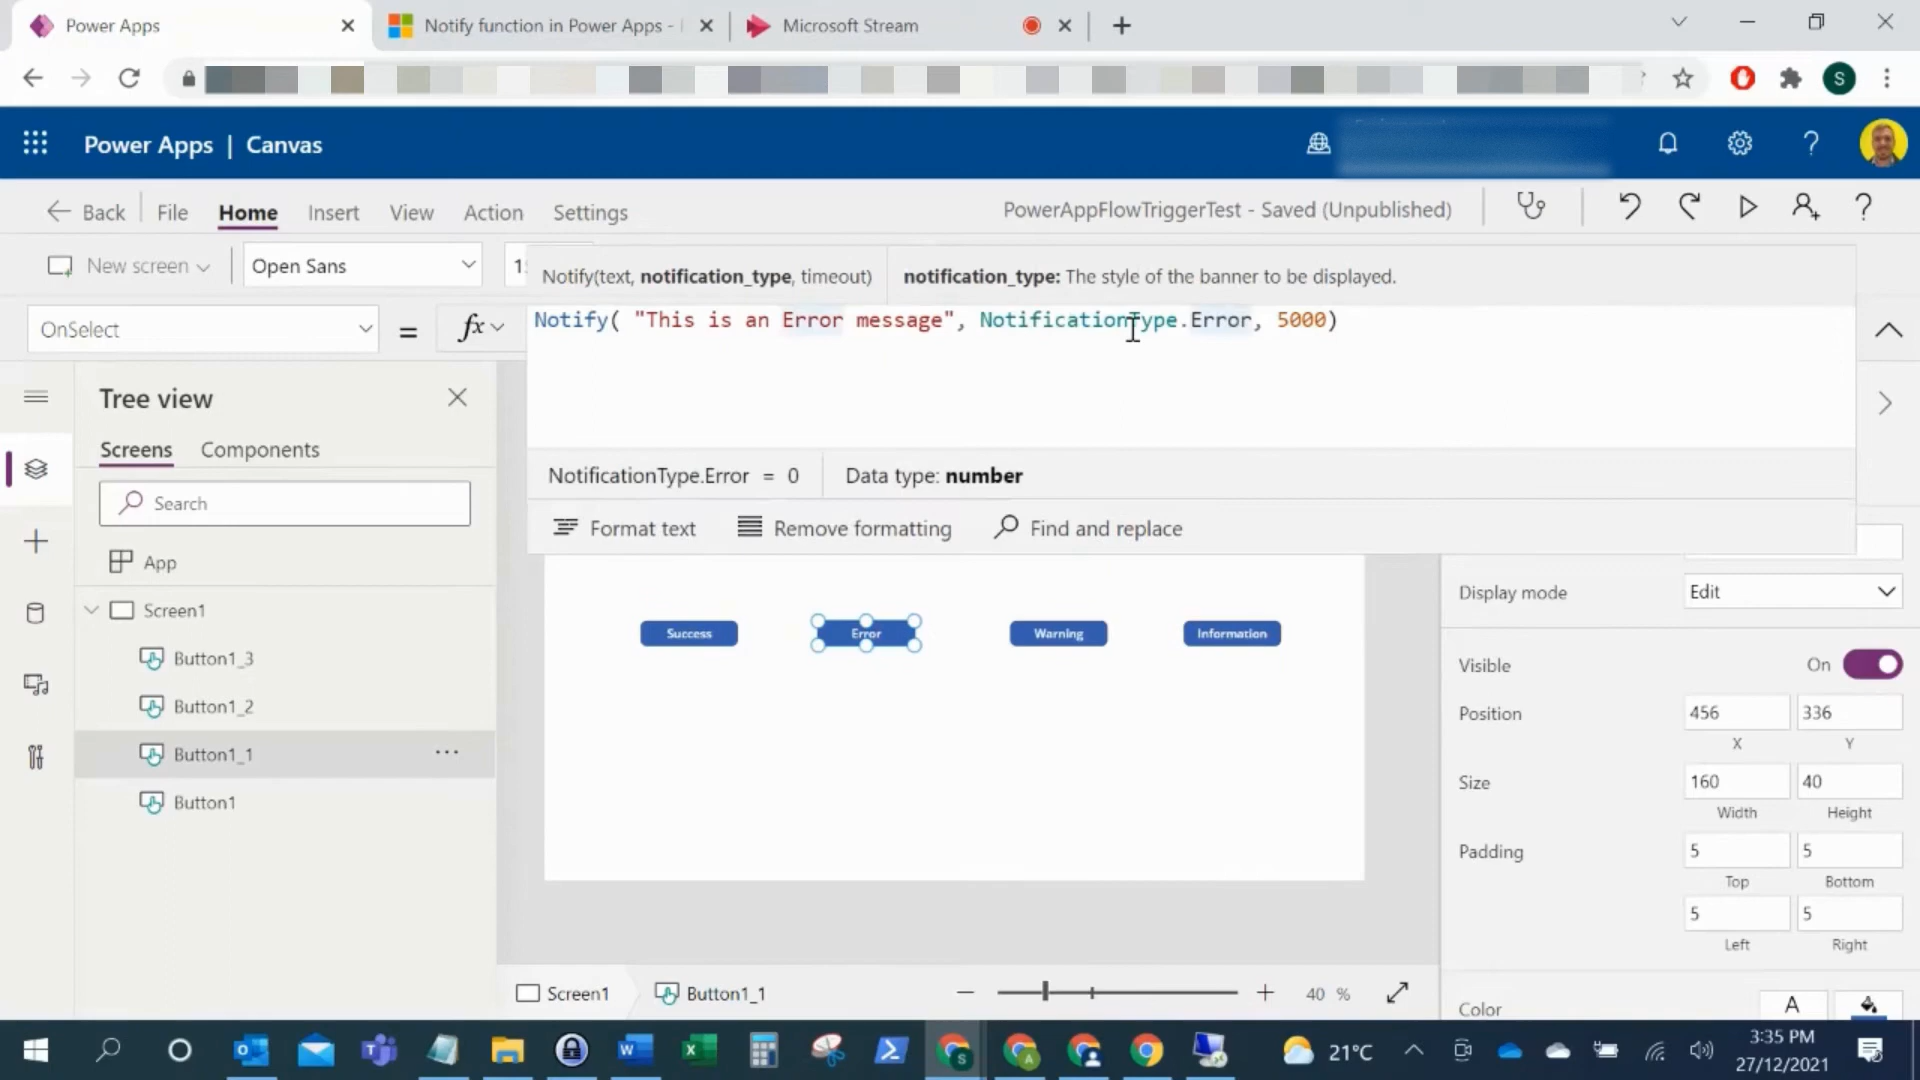 Power Apps
Notify function in Power Apps -
Microsoft Stream
S
Power Apps | Canvas
Back
File
Home
Insert
View
Action
Settings
PowerAppFlowTriggerTest - Saved (Unpublished)
New screen
Open Sans
Notify(text, notification_type, timeout)
notification_type: The style of the banner to be displayed.
OnSelect
=
fx
Notify( "This is an Error message", NotificationType.Error, 5000)
Tree view
Screens
Components
NotificationType.Error = 0
Data type: number
Search
Format text
Remove formatting
Find and replace
App
Screen1
Button1_3
Button1_2
Button1_1
Button1
Success
Error
Warning
Information
Display mode
Edit
Visible
On
Position
456
336
X
Y
Size
160
40
Width
Height
Padding
5
5
Top
Bottom
5
5
Left
Right
Color
A
Screen1
Button1_1
40 %
21°C
3:35 PM
27/12/2021